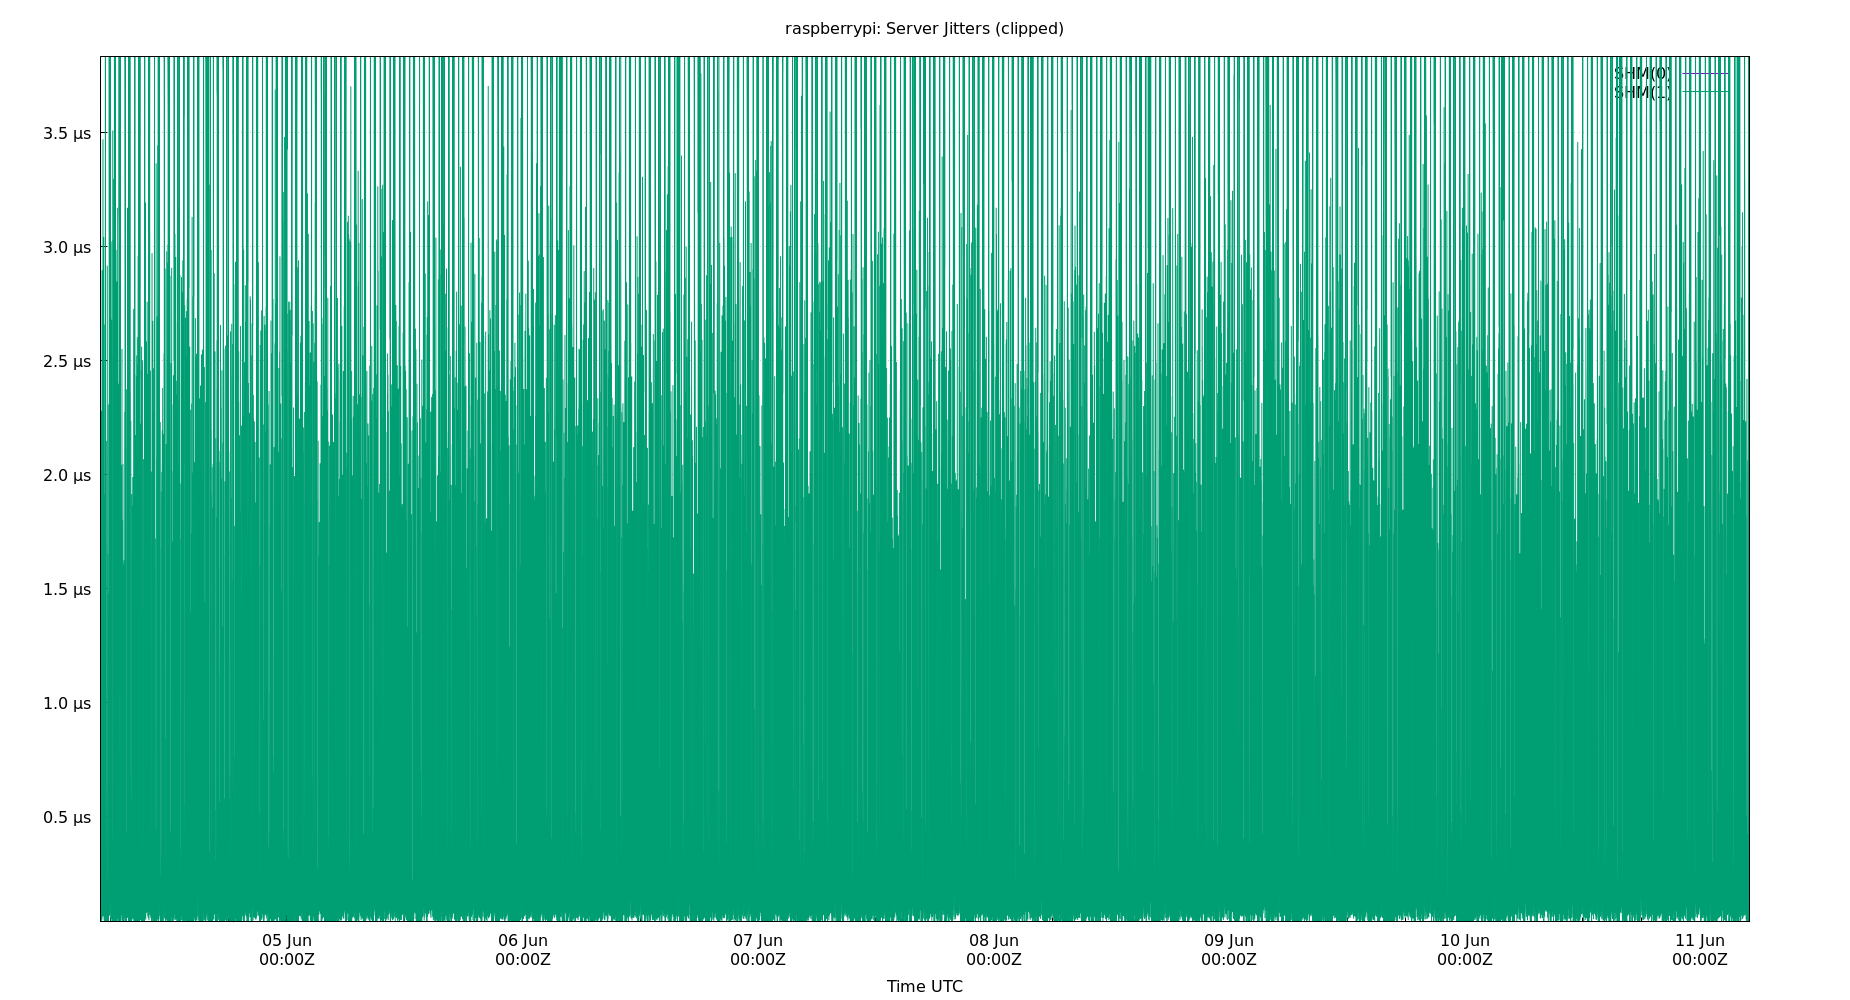 raspberrypi: Server Jitters (clipped)
SHM(0)
SHM(1)
3.5 µs
3.0 µs
2.5 µs
2.0 µs
1.5 µs
1.0 µs
0.5 µs
05 Jun 06 Jun 07 Jun 08 Jun 09 Jun 10 Jun 11 Jun
00:00Z 00:00Z 00:00Z 00:00Z 00:00Z 00:00Z 00:00Z
Time UTC